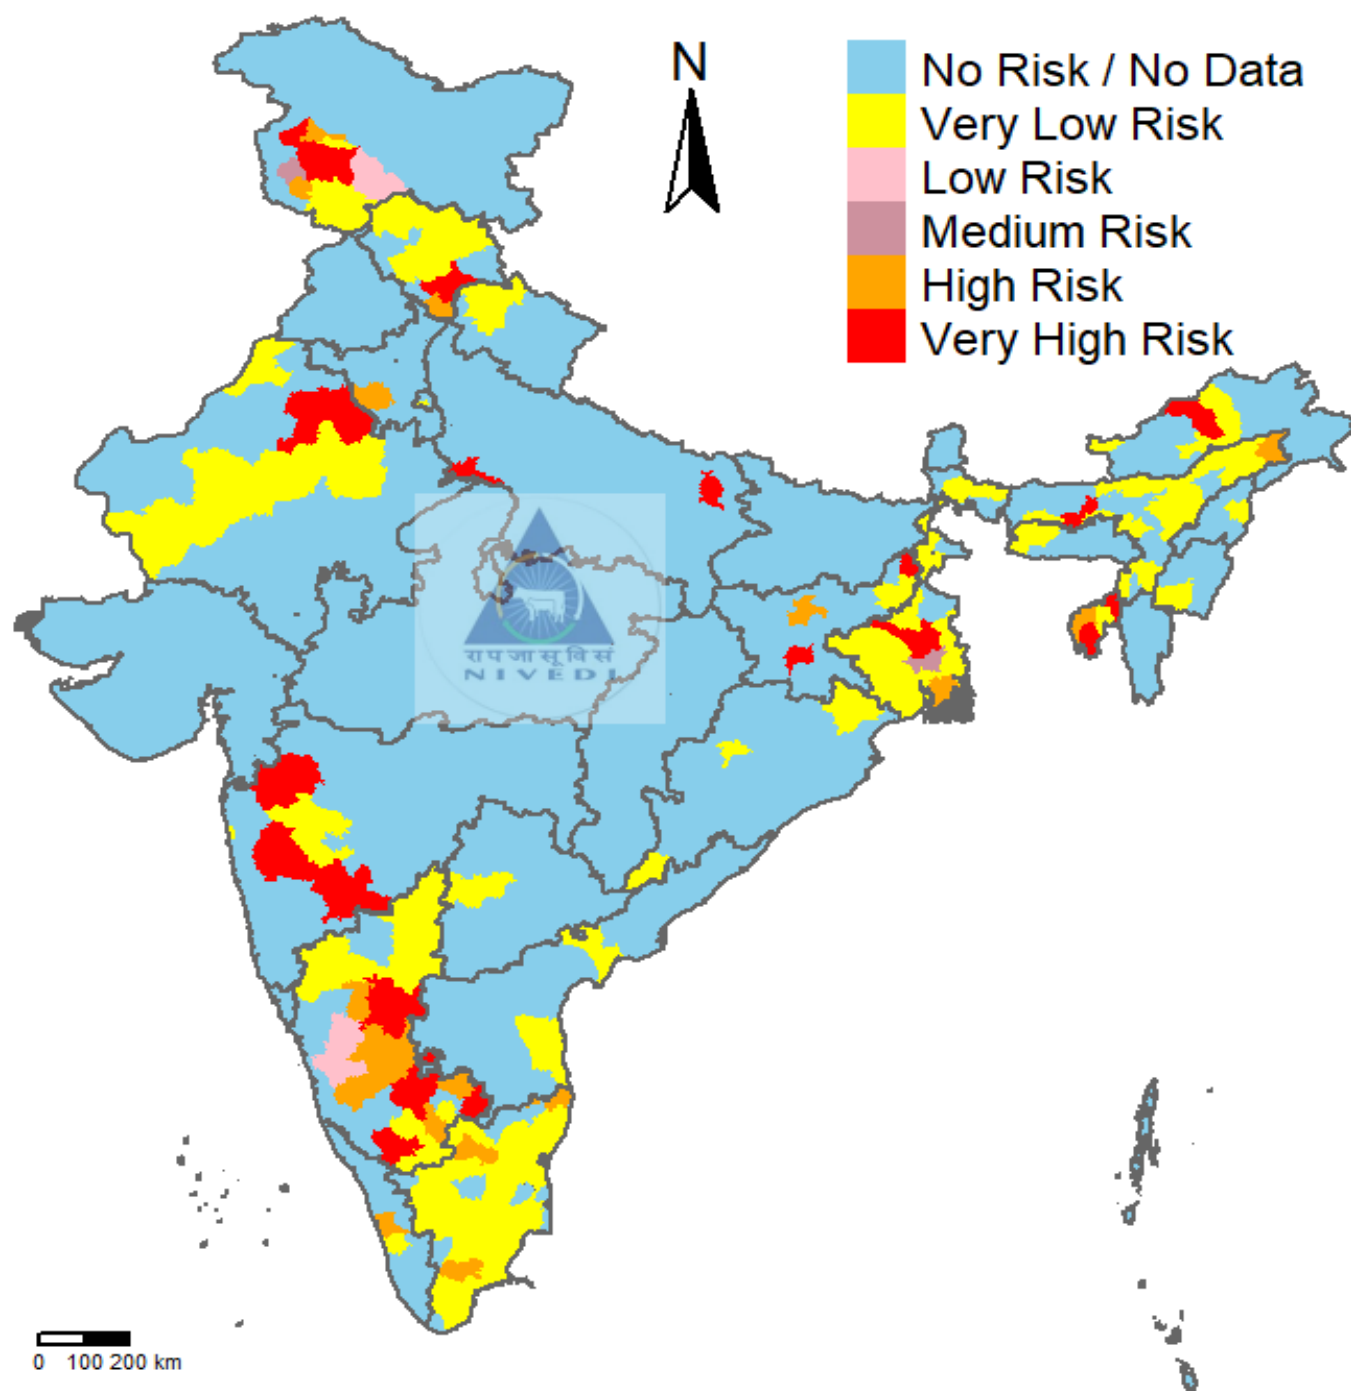 N
No Risk / No Data
Very Low Risk
Low Risk
Medium Risk
High Risk
Very High Risk
रा प जा सू वि सं
NIVEDI
0 100 200 km